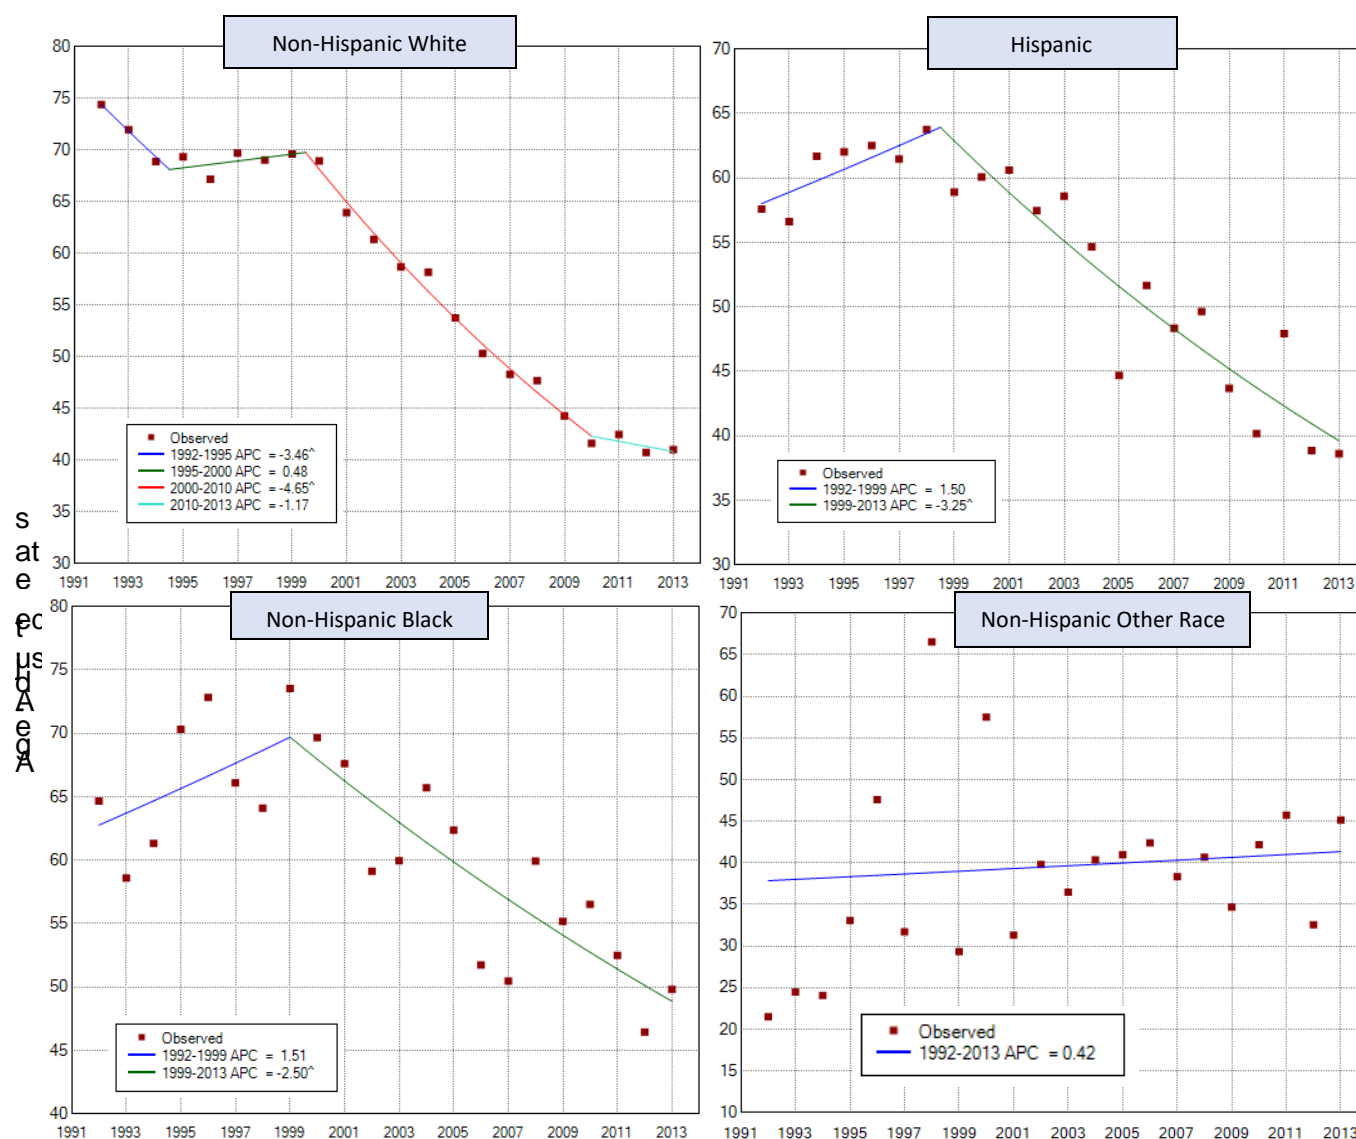 Non-Hispanic White
80
75
70
65
60
55
50
45
40
35
30
Observed
1992-1995 APC = -3.46^
1995-2000 APC = 0.48
2000-2010 APC = -4.65^
2010-2013 APC = -1.17
1991 1993 1995 1997 1999 2001 2003 2005 2007 2009 2011 2013
Hispanic
70
65
60
55
50
45
40
35
30
Observed
1992-1999 APC = 1.50
1999-2013 APC = -3.25^
1991 1993 1995 1997 1999 2001 2003 2005 2007 2009 2011 2013
s
at
e
Non-Hispanic Black
80
75
70
65
60
55
50
45
40
Observed
1992-1999 APC = 1.51
1999-2013 APC = -2.50^
1991 1993 1995 1997 1999 2001 2003 2005 2007 2009 2011 2013
Non-Hispanic Other Race
70
65
60
55
50
45
40
35
30
25
20
15
10
Observed
1992-2013 APC = 0.42
1991 1993 1995 1997 1999 2001 2003 2005 2007 2009 2011 2013